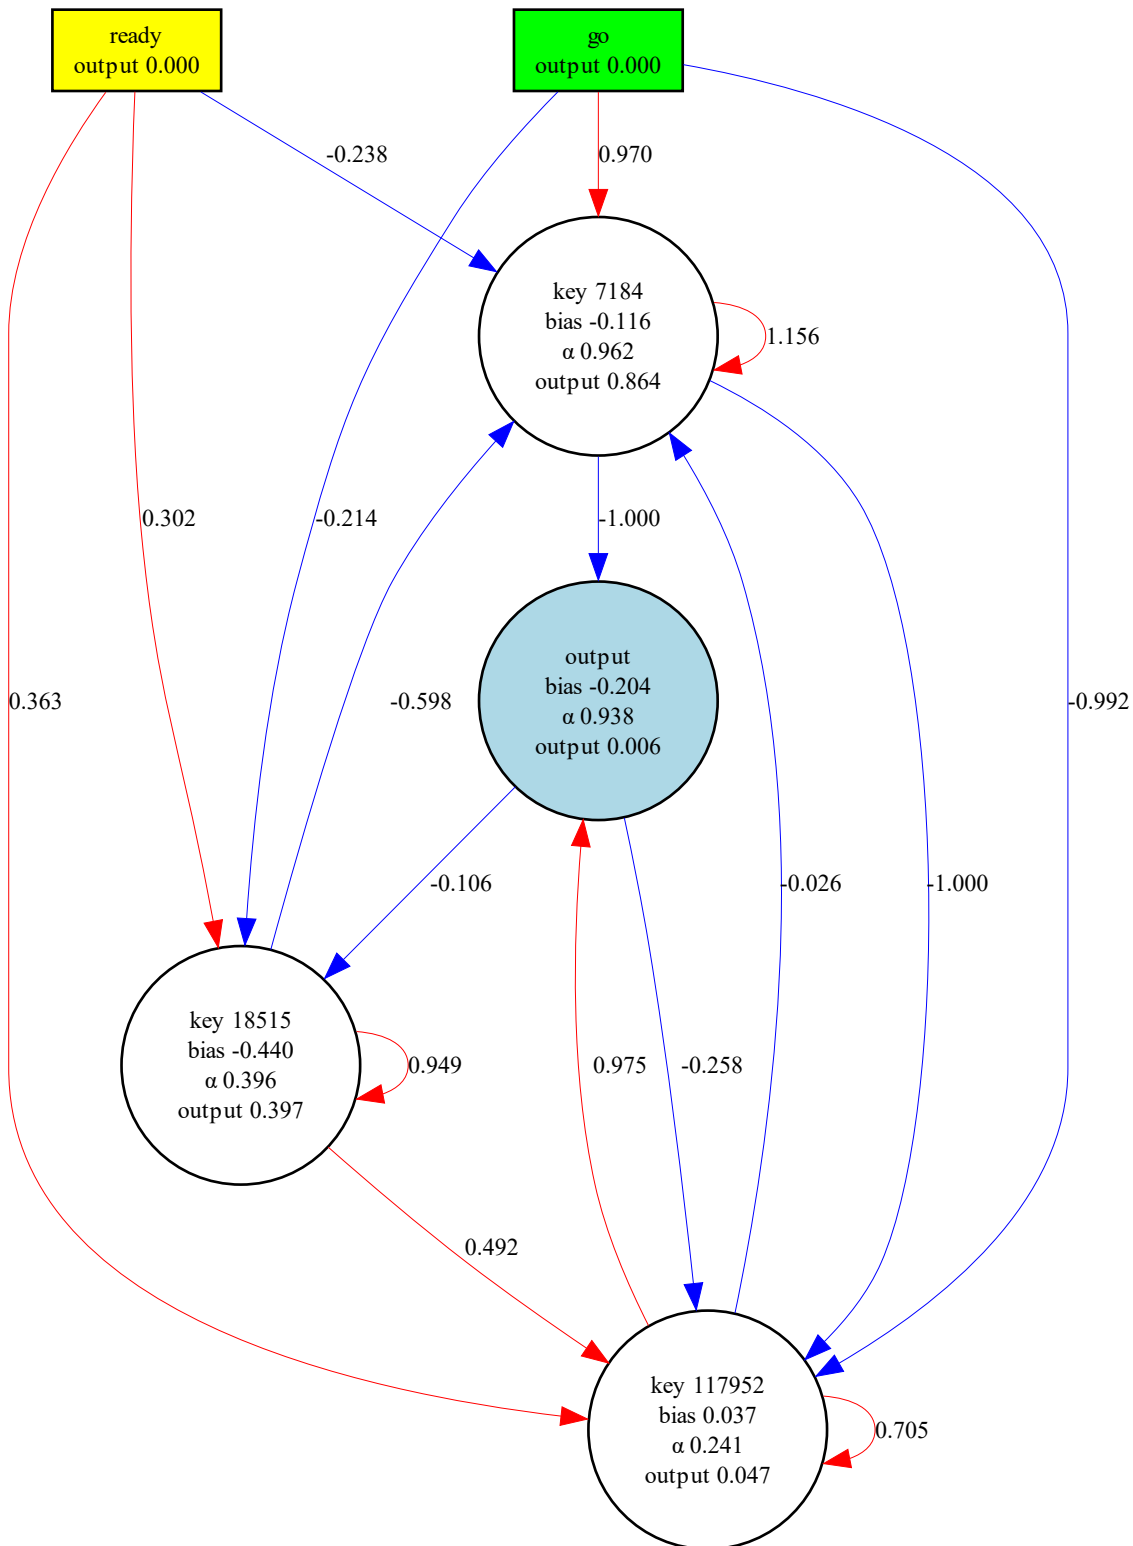 ready
output 0.000
go
output 0.000
-0.238
0.970
key 7184
bias -0.116
α 0.962
output 0.864
1.156
0.302
-0.214
-1.000
output
bias -0.204
α 0.938
output 0.006
0.363
-0.598
-0.992
-0.106
-0.026
-1.000
key 18515
bias -0.440
α 0.396
output 0.397
0.949
0.975
-0.258
0.492
key 117952
bias 0.037
α 0.241
output 0.047
0.705